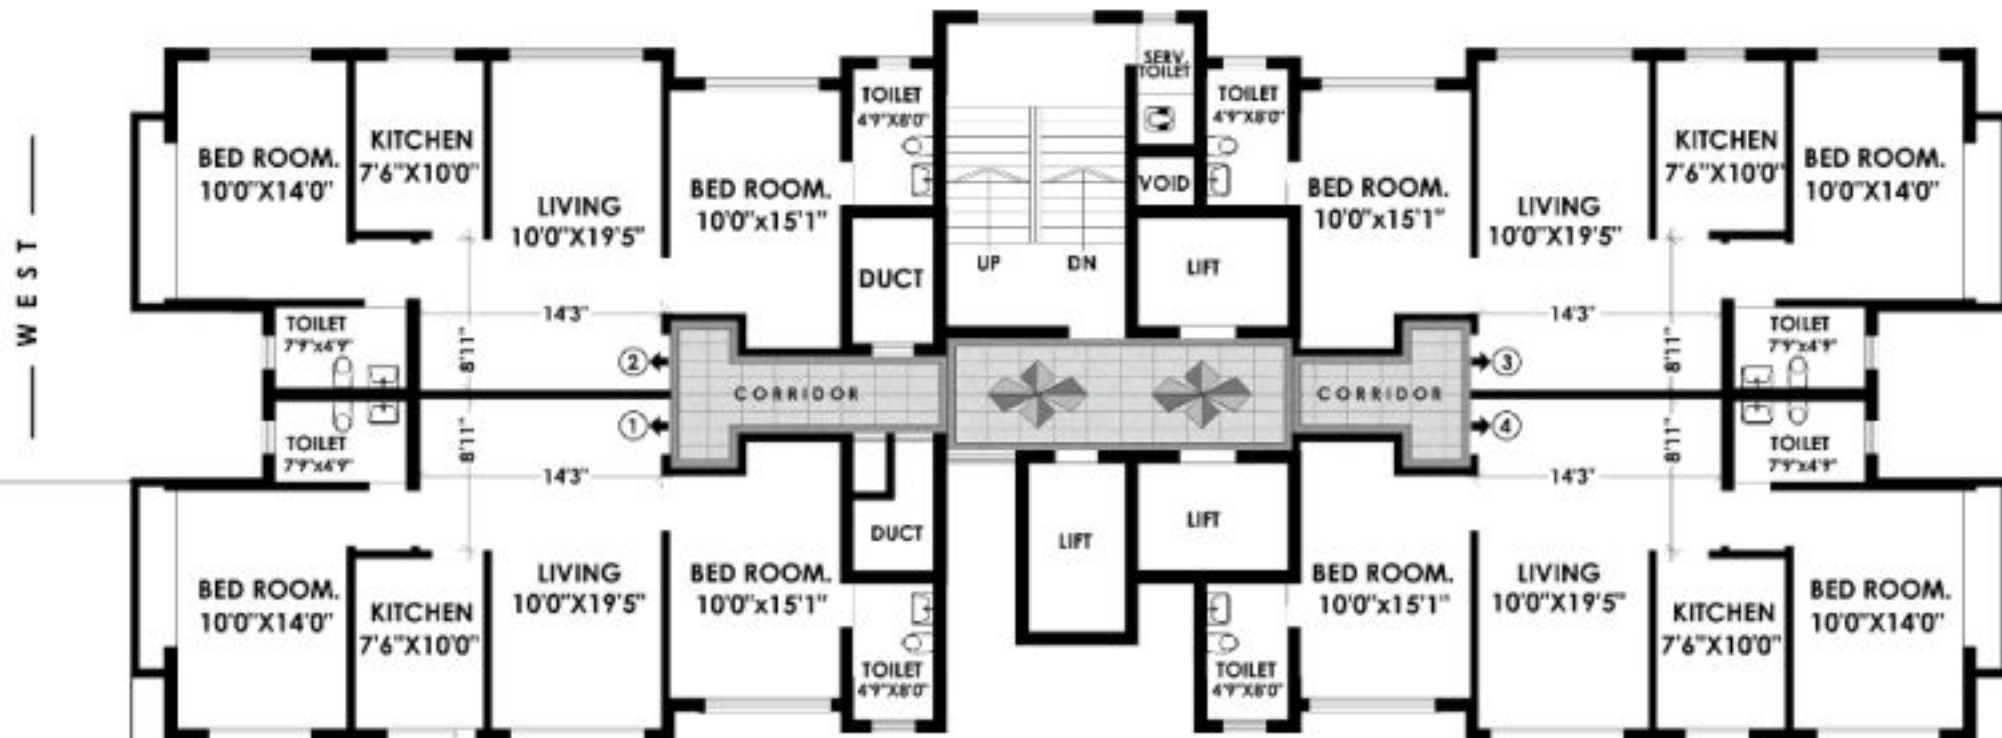 WEST
BED ROOM.
10'0"X14'0"
KITCHEN
7'6"X10'0"
LIVING
10'0"X19'5"
BED ROOM.
10'0"x15'1"
TOILET
4'9"X8'0"
DUCT
UP
DN
SERV.
TOILET
VOID
LIFT
TOILET
4'9"X8'0"
BED ROOM.
10'0"x15'1"
LIVING
10'0"X19'5"
KITCHEN
7'6"X10'0"
BED ROOM.
10'0"X14'0"
TOILET
7'9"x4'9"
14'3"
8'11"
2
CORRIDOR
CORRIDOR
3
14'3"
8'11"
TOILET
7'9"x4'9"
TOILET
7'9"x4'9"
8'11"
14'3"
1
4
14'3"
8'11"
TOILET
7'9"x4'9"
BED ROOM.
10'0"X14'0"
KITCHEN
7'6"X10'0"
LIVING
10'0"X19'5"
BED ROOM.
10'0"x15'1"
DUCT
TOILET
4'9"X8'0"
LIFT
LIFT
TOILET
4'9"X8'0"
BED ROOM.
10'0"x15'1"
LIVING
10'0"X19'5"
KITCHEN
7'6"X10'0"
BED ROOM.
10'0"X14'0"